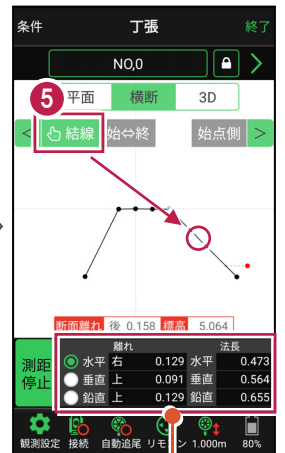 条件 丁張 終了
NO,0 >
5 平面 横断 3D
< 結線 始⇔終 始点側 >
断面離れ 後 0.158 標高 5.064
離れ 法長
測距停止 水平 右 0.129 水平 0.473
垂直 上 0.091 垂直 0.564
鉛直 上 0.129 鉛直 0.655
観測設定 接続 自動追尾 リモコン 1.000m 80%